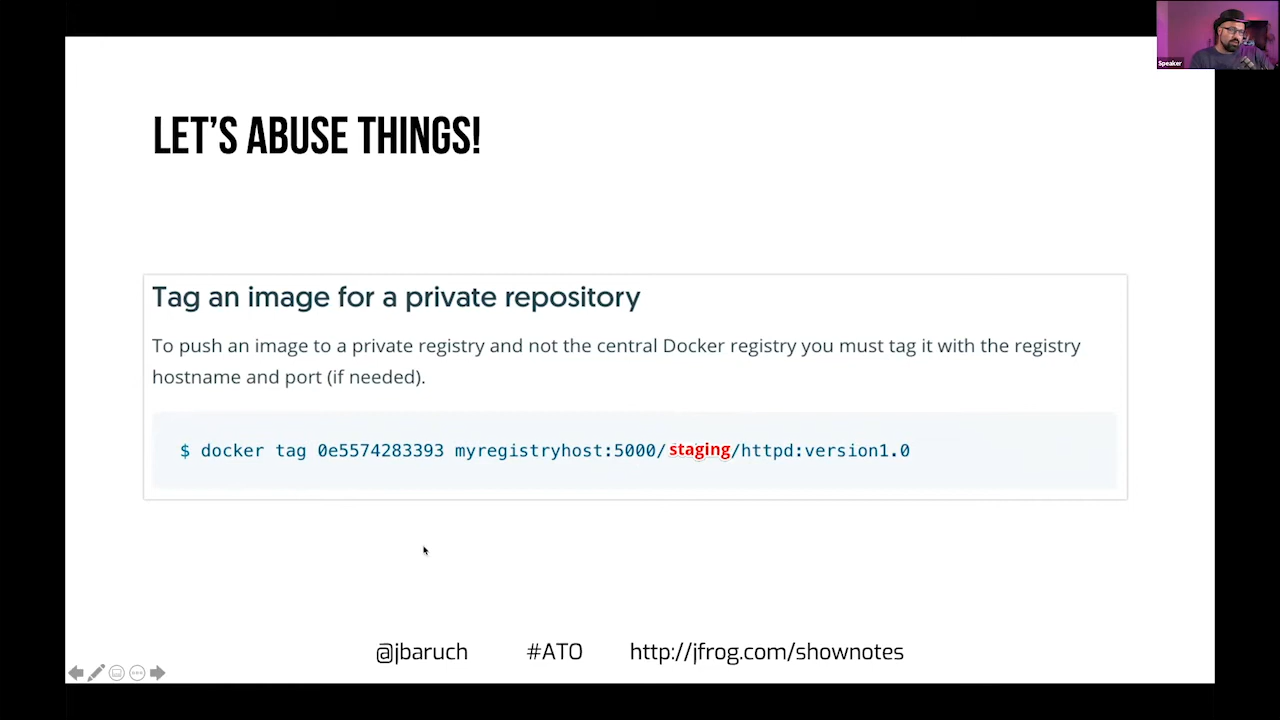 Speaker
LET'S ABUSE THINGS!
Tag an image for a private repository
To push an image to a private registry and not the central Docker registry you must tag it with the registry
hostname and port (if needed).
$ docker tag 0e5574283393 myregistryhost:5000/staging/httpd:version1.0
@jbaruch #ATO http://jfrog.com/shownotes